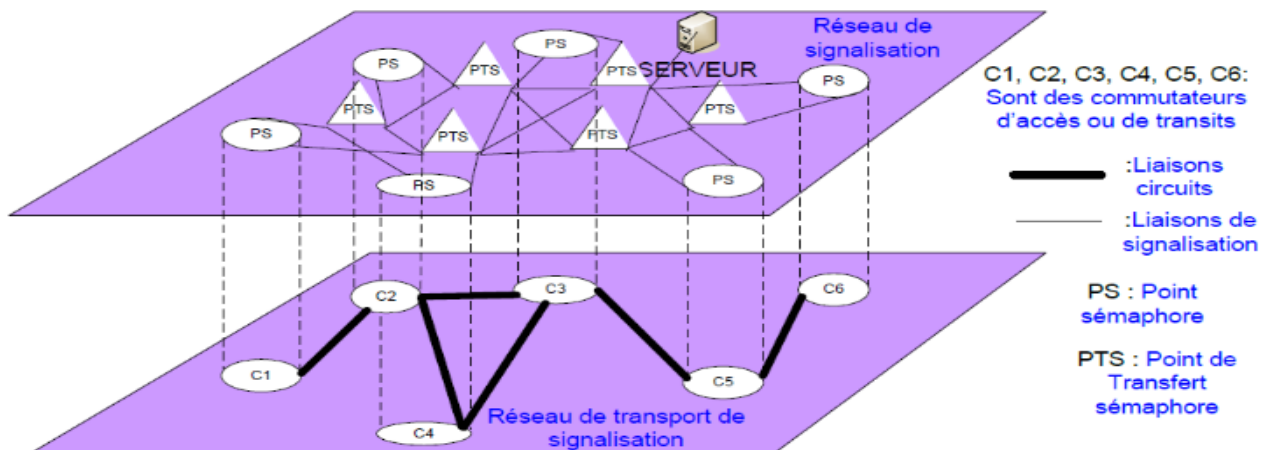 Réseau de
signalisation
PS
PS
PTS
PTS
SERVEUR
PS
PTS
PS
PTS
PTS
PTS
PS
PS
C1, C2, C3, C4, C5, C6:
Sont des commutateurs
d'accès ou de transits
:Liaisons
circuits
:Liaisons de
signalisation
PS : Point
sémaphore
PTS : Point de
Transfert
sémaphore
C2
C3
C6
C1
C5
C4
Réseau de transport de
signalisation